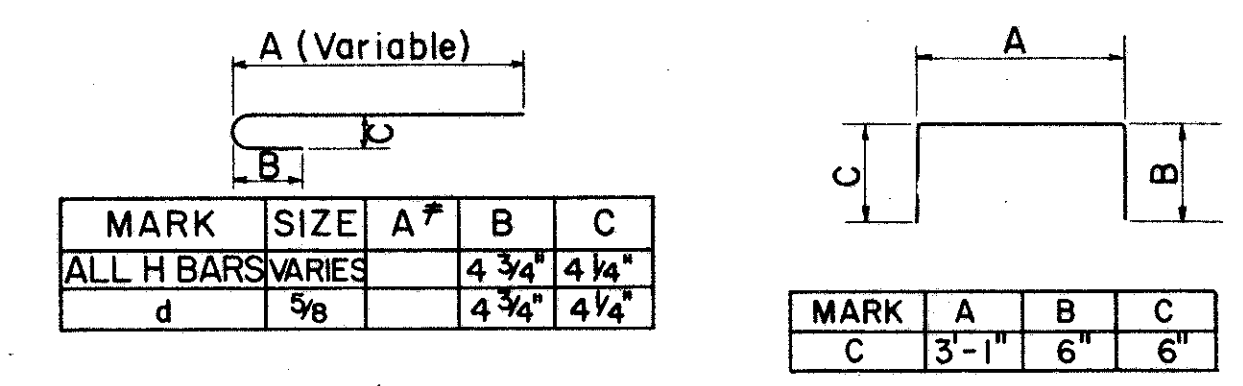 A (Variable)
C
B
MARK SIZE A≠ B C
ALL H BARS VARIES 4 3/4" 4 1/4"
d 5/8 4 3/4" 4 1/4"
A
C
B
MARK A B C
C 3'-1" 6" 6"